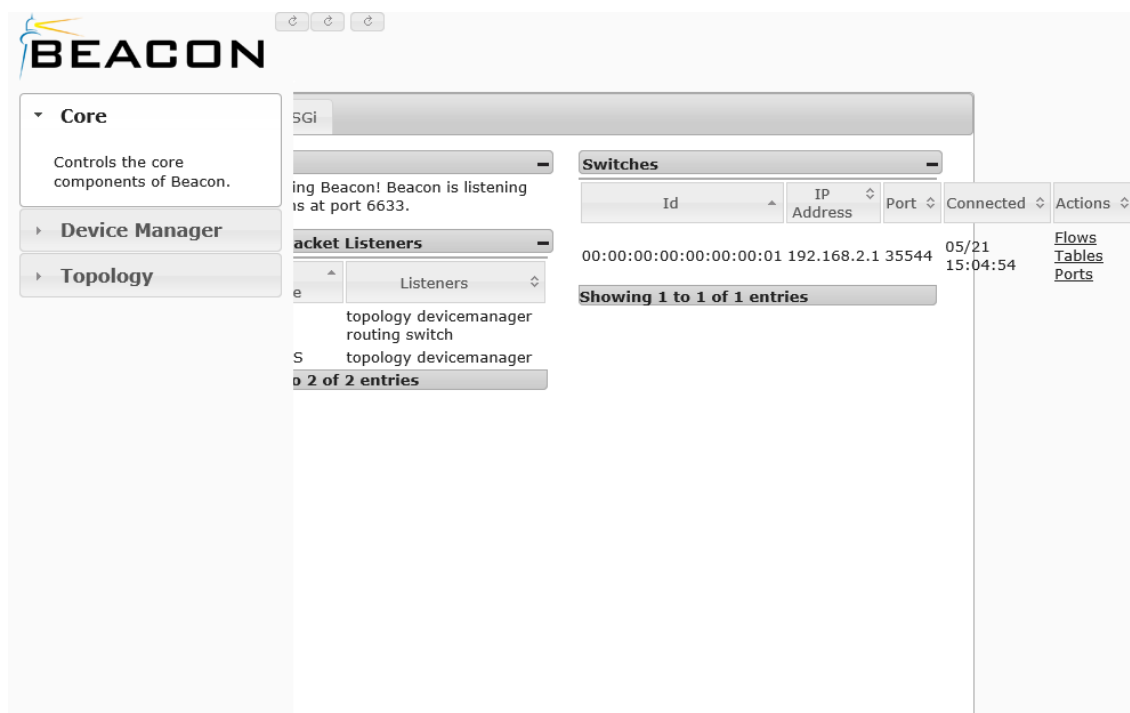 BEACON
Core
Controls the core
components of Beacon.
Device Manager
Topology
SGi
ing Beacon! Beacon is listening
ns at port 6633.
acket Listeners
e
Listeners
topology devicemanager
routing switch
S topology devicemanager
o 2 of 2 entries
Switches
Id IP Address Port Connected Actions
00:00:00:00:00:00:00:01 192.168.2.1 35544 05/21 15:04:54 Flows
Tables
Ports
Showing 1 to 1 of 1 entries